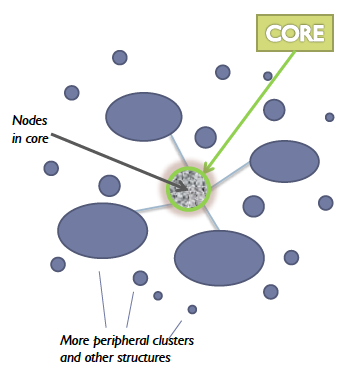 CORE
Nodes
in core
More peripheral clusters
and other structures